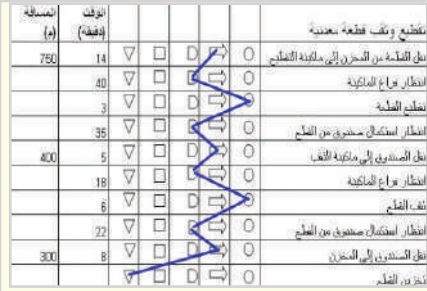 تقطيع وثقب قطعة معدنية الوقت (دقيقة) المسافة (م)
نقل القطعة من المخزن إلى ماكينة التقطيع 14 750
انتظار فراغ الماكينة 40
تقطيع القطعة 3
انتظار استكمال صندوق من القطع 35
نقل الصندوق إلى ماكينة الثقب 5 400
انتظار فراغ الماكينة 18
ثقب القطع 6
انتظار استكمال صندوق من القطع 22
نقل الصندوق إلى المخزن 8 300
تخزين القطع